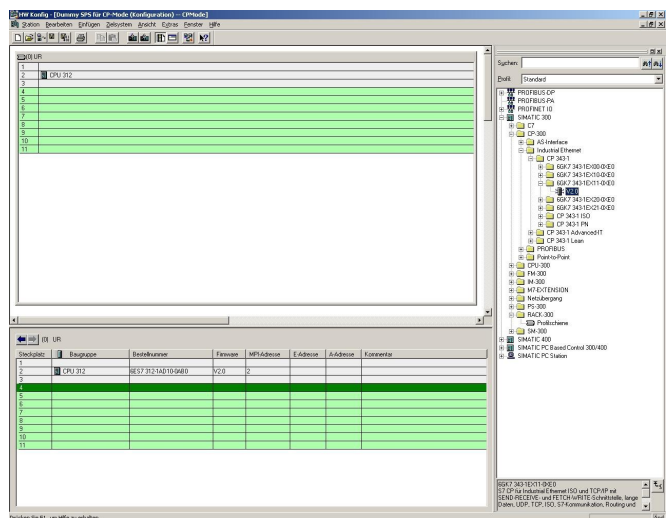 HW Konfig - [Dummy SPS für CP-Mode (Konfiguration) -- CPMode]
Station Bearbeiten Einfügen Zielsystem Ansicht Extras Fenster Hilfe
(0) UR
1
2 CPU 312
3
4
5
6
7
8
9
10
11
Suchen:
Profil: Standard
PROFIBUS-DP
PROFIBUS-PA
PROFINET IO
SIMATIC 300
C7
CP-300
AS-Interface
Industrial Ethernet
CP 343-1
6GK7 343-1EX00-0XE0
6GK7 343-1EX10-0XE0
6GK7 343-1EX11-0XE0
V2.0
6GK7 343-1EX20-0XE0
6GK7 343-1EX21-0XE0
CP 343-1 ISO
CP 343-1 PN
CP 343-1 Advanced-IT
CP 343-1 Lean
PROFIBUS
Point-to-Point
CPU-300
FM-300
IM-300
M7-EXTENSION
Netzübergang
PS-300
RACK-300
Profilschiene
SM-300
SIMATIC 400
SIMATIC PC Based Control 300/400
SIMATIC PC Station
(0) UR
Steckplatz Baugruppe Bestellnummer Firmware MPI-Adresse E-Adresse A-Adresse Kommentar
1
2 CPU 312 6ES7 312-1AD10-0AB0 V2.0 2
3
4
5
6
7
8
9
10
11
6GK7 343-1EX11-0XE0
S7 CP für Industrial Ethernet ISO und TCP/IP mit
SEND-RECEIVE- und FETCH-WRITE-Schnittstelle, lange
Daten, UDP, TCP, ISO, S7-Kommunikation, Routing und
Drücken Sie F1, um Hilfe zu erhalten.